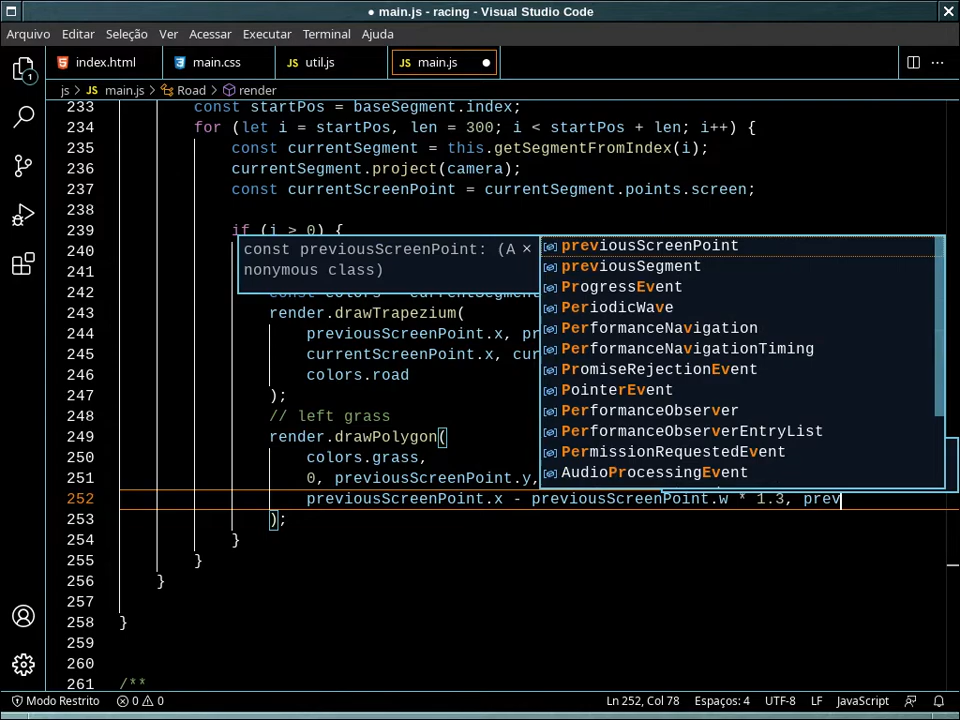 ● main.js - racing - Visual Studio Code
Arquivo Editar Seleção Ver Acessar Executar Terminal Ajuda
index.html main.css JS util.js JS main.js ●
js > JS main.js > Road > render
233 const startPos = baseSegment.index;
234 for (let i = startPos, len = 300; i < startPos + len; i++) {
235 const currentSegment = this.getSegmentFromIndex(i);
236 currentSegment.project(camera);
237 const currentScreenPoint = currentSegment.points.screen;
238
239 if (i > 0) {
240
241
242 const colors = currentSegment
243 render.drawTrapezium(
244 previousScreenPoint.x, pr
245 currentScreenPoint.x, cur
246 colors.road
247 );
248 // left grass
249 render.drawPolygon(
250 colors.grass,
251 0, previousScreenPoint.y,
252 previousScreenPoint.x - previousScreenPoint.w * 1.3, prev
253 );
254 }
255 }
256 }
257
258 }
259
260
261 /**
const previousScreenPoint: (A ×
nonymous class)
previousScreenPoint
previousSegment
ProgressEvent
PeriodicWave
PerformanceNavigation
PerformanceNavigationTiming
PromiseRejectionEvent
PointerEvent
PerformanceObserver
PerformanceObserverEntryList
PermissionRequestedEvent
AudioProcessingEvent
1
Modo Restrito 0 0 Ln 252, Col 78 Espaços: 4 UTF-8 LF JavaScript